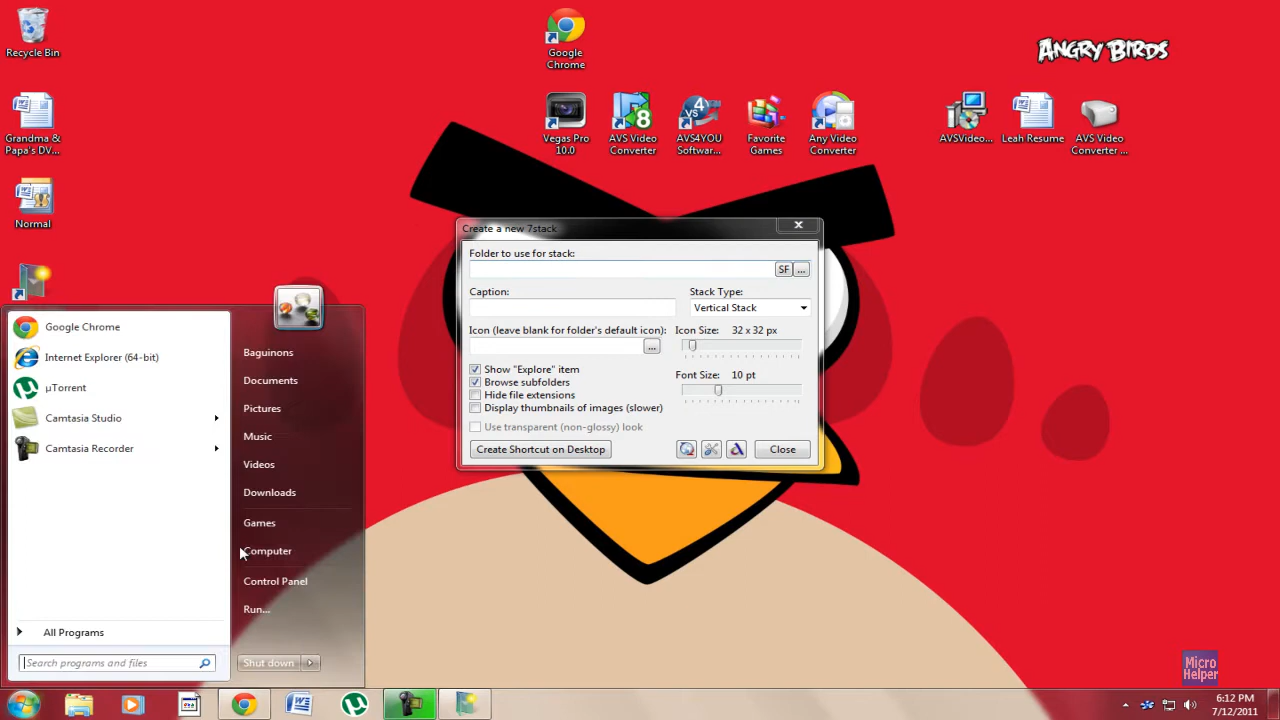 Recycle Bin
Google
Chrome
ANGRY BIRDS
Grandma &
Papa's DV...
Vegas Pro
10.0
AVS Video
Converter
AVS4YOU
Softwar...
Favorite
Games
Any Video
Converter
AVSVideo...
Leah Resume
AVS Video
Converter ...
Normal
Create a new 7stack
Folder to use for stack:
SF ...
Caption:
Stack Type:
Vertical Stack
Icon (leave blank for folder's default icon):
...
Icon Size: 32 x 32 px
Show "Explore" item
Browse subfolders
Hide file extensions
Display thumbnails of images (slower)
Font Size: 10 pt
Use transparent (non-glossy) look
Create Shortcut on Desktop
Close
Google Chrome
Internet Explorer (64-bit)
µTorrent
Camtasia Studio
Camtasia Recorder
All Programs
Search programs and files
Baguinons
Documents
Pictures
Music
Videos
Downloads
Games
Computer
Control Panel
Run...
Shut down
Micro
Helper
6:12 PM
7/12/2011